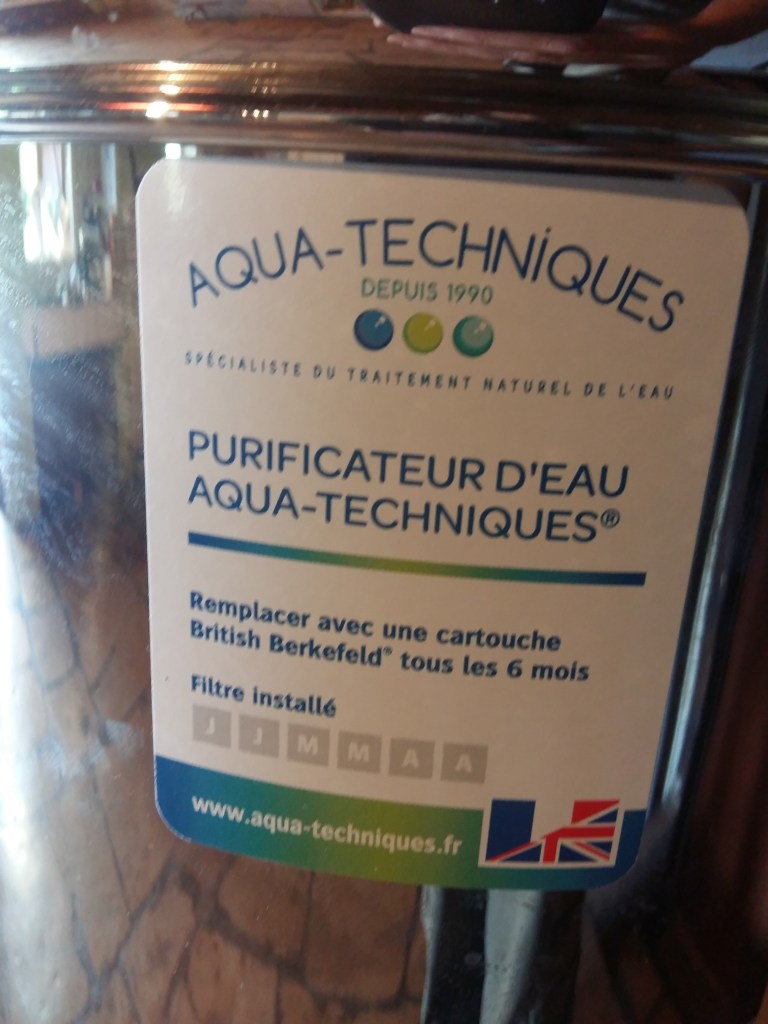 AQUA-TECHNiQUES
DEPUIS 1990
SPÉCIALISTE DU TRAITEMENT NATUREL DE L'EAU
PURIFICATEUR D'EAU
AQUA-TECHNIQUES®
Remplacer avec une cartouche
British Berkefeld® tous les 6 mois
Filtre installé
J J M M A A
www.aqua-techniques.fr